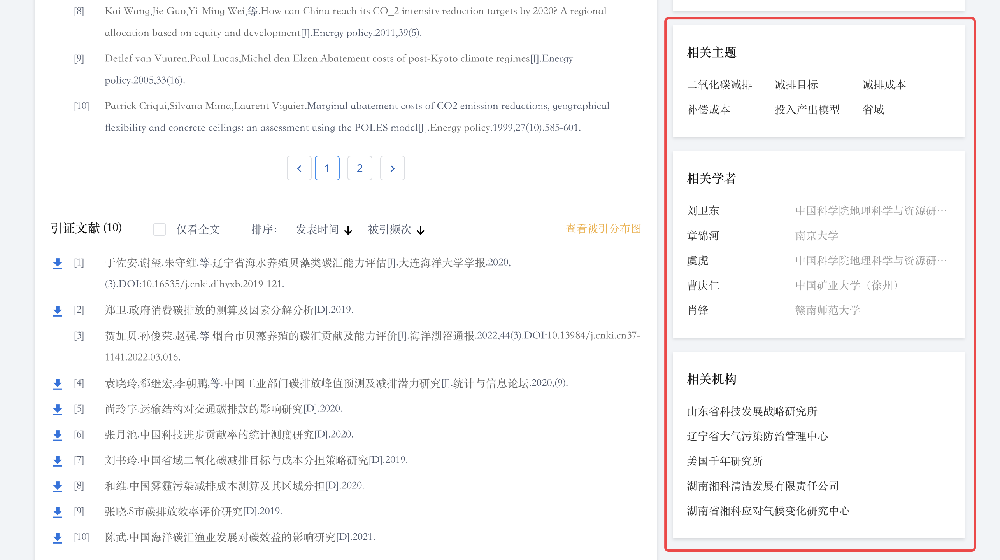 [8] Kai Wang,Jie Guo,Yi-Ming Wei,等.How can China reach its CO_2 intensity reduction targets by 2020? A regional
allocation based on equity and development[J].Energy policy.2011,39(5).
[9] Detlef van Vuuren,Paul Lucas,Michel den Elzen.Abatement costs of post-Kyoto climate regimes[J].Energy
policy.2005,33(16).
[10] Patrick Criqui,Silvana Mima,Laurent Viguier.Marginal abatement costs of CO2 emission reductions, geographical
flexibility and concrete ceilings: an assessment using the POLES model[J].Energy policy.1999,27(10).585-601.
1 2
引证文献 (10) 仅看全文 排序: 发表时间 被引频次 查看被引分布图
[1] 于佐安,谢玺,朱守维,等.辽宁省海水养殖贝藻类碳汇能力评估[J].大连海洋大学学报.2020,
(3).DOI:10.16535/j.cnki.dlhyxb.2019-121.
[2] 郑卫.政府消费碳排放的测算及因素分解分析[D].2019.
[3] 贺加贝,孙俊荣,赵强,等.烟台市贝藻养殖的碳汇贡献及能力评价[J].海洋湖沼通报.2022,44(3).DOI:10.13984/j.cnki.cn37-
1141.2022.03.016.
[4] 袁晓玲,郗继宏,李朝鹏,等.中国工业部门碳排放峰值预测及减排潜力研究[J].统计与信息论坛.2020,(9).
[5] 尚玲宇.运输结构对交通碳排放的影响研究[D].2020.
[6] 张月池.中国科技进步贡献率的统计测度研究[D].2020.
[7] 刘书玲.中国省域二氧化碳减排目标与成本分担策略研究[D].2019.
[8] 和维.中国雾霾污染减排成本测算及其区域分担[D].2020.
[9] 张晓.S市碳排放效率评价研究[D].2019.
[10] 陈武.中国海洋碳汇渔业发展对碳效益的影响研究[D].2021.
相关主题
二氧化碳减排 减排目标 减排成本
补偿成本 投入产出模型 省域
相关学者
刘卫东 中国科学院地理科学与资源研…
章锦河 南京大学
虞虎 中国科学院地理科学与资源研…
曹庆仁 中国矿业大学（徐州）
肖锋 赣南师范大学
相关机构
山东省科技发展战略研究所
辽宁省大气污染防治管理中心
美国千年研究所
湖南湘科清洁发展有限责任公司
湖南省湘科应对气候变化研究中心